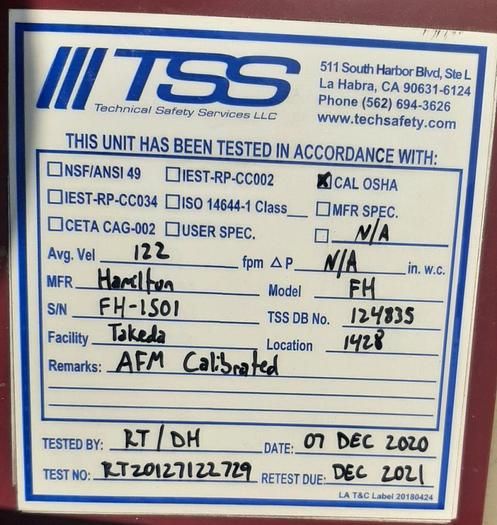 TSS
Technical Safety Services LLC
511 South Harbor Blvd, Ste L
La Habra, CA 90631-6124
Phone (562) 694-3626
www.techsafety.com
THIS UNIT HAS BEEN TESTED IN ACCORDANCE WITH:
☐NSF/ANSI 49 ☐IEST-RP-CC002 ☒CAL OSHA
☐IEST-RP-CC034 ☐ISO 14644-1 Class___ ☐MFR SPEC.
☐CETA CAG-002 ☐USER SPEC. ☐ N/A
Avg. Vel 122 fpm Δ P N/A in. w.c.
MFR Hamilton Model FH
S/N FH-1501 TSS DB No. 124835
Facility Takeda Location 1428
Remarks: AFM Calibrated
TESTED BY: RT/DH DATE: 07 DEC 2020
TEST NO: RT20127122729 RETEST DUE: DEC 2021
LA T&C Label 20180424